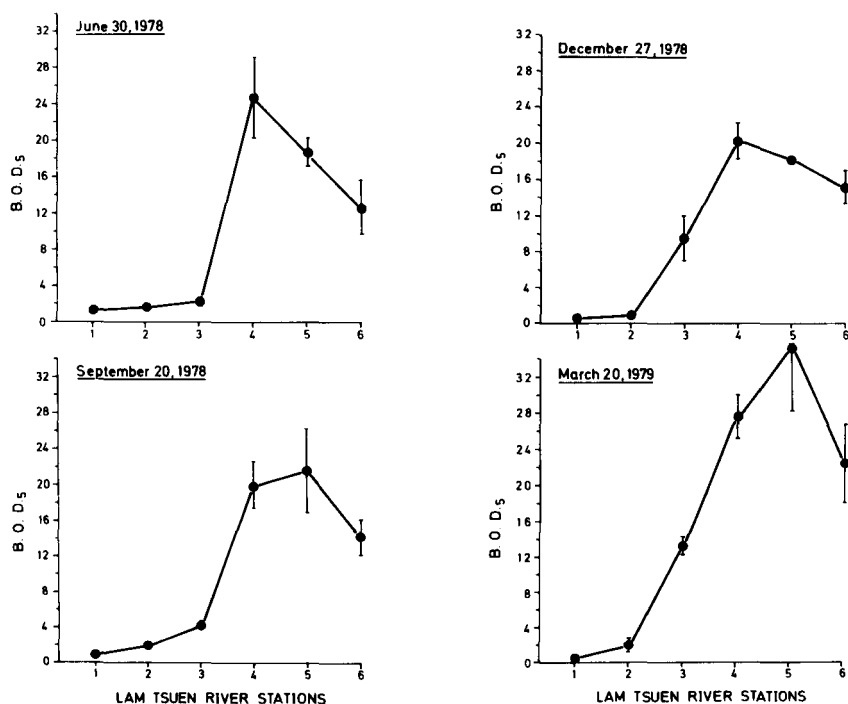 June 30, 1978
32
28
24
20
16
12
8
4
0
B. O. D. 5
1 2 3 4 5 6
December 27, 1978
32
28
24
20
16
12
8
4
0
B. O. D. 5
1 2 3 4 5 6
September 20, 1978
32
28
24
20
16
12
8
4
0
B. O. D. 5
1 2 3 4 5 6
LAM TSUEN RIVER STATIONS
March 20, 1979
32
28
24
20
16
12
8
4
0
B. O. D. 5
1 2 3 4 5 6
LAM TSUEN RIVER STATIONS